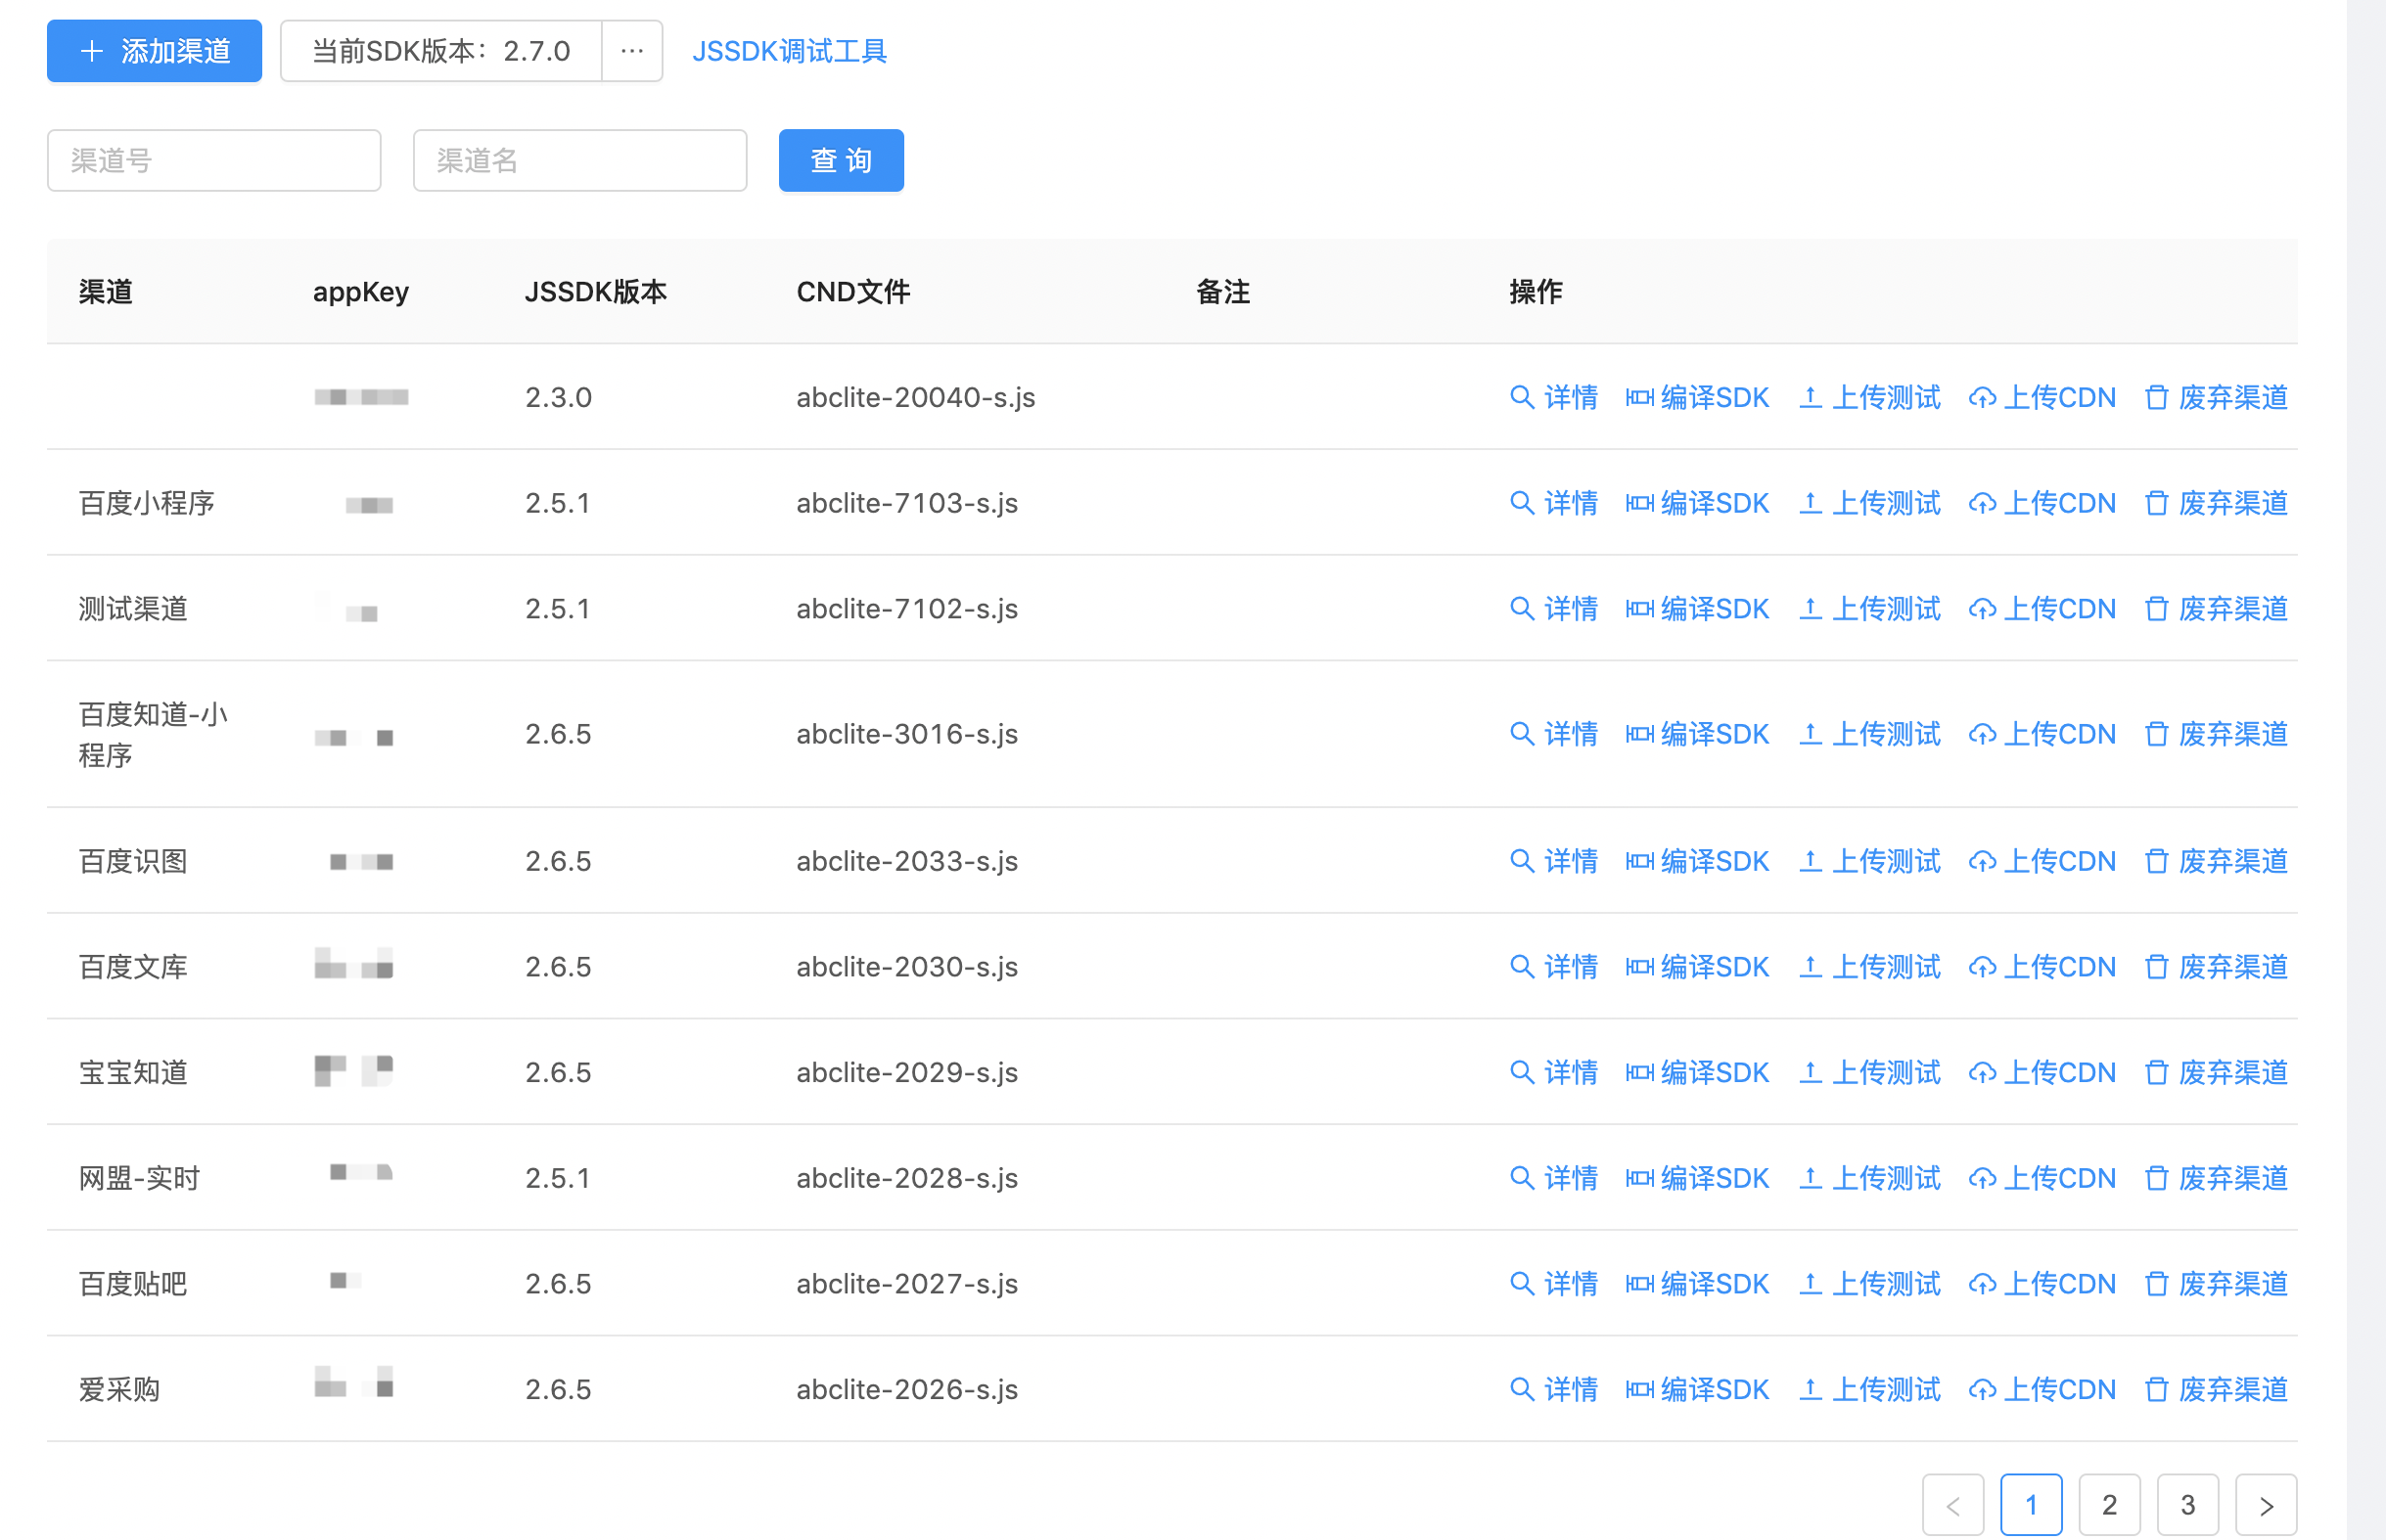 添加渠道 当前SDK版本：2.7.0 ··· JSSDK调试工具
渠道号 渠道名 查 询
渠道 appKey JSSDK版本 CND文件 备注 操作
2.3.0 abclite-20040-s.js 详情 编译SDK 上传测试 上传CDN 废弃渠道
百度小程序 2.5.1 abclite-7103-s.js 详情 编译SDK 上传测试 上传CDN 废弃渠道
测试渠道 2.5.1 abclite-7102-s.js 详情 编译SDK 上传测试 上传CDN 废弃渠道
百度知道-小
程序 2.6.5 abclite-3016-s.js 详情 编译SDK 上传测试 上传CDN 废弃渠道
百度识图 2.6.5 abclite-2033-s.js 详情 编译SDK 上传测试 上传CDN 废弃渠道
百度文库 2.6.5 abclite-2030-s.js 详情 编译SDK 上传测试 上传CDN 废弃渠道
宝宝知道 2.6.5 abclite-2029-s.js 详情 编译SDK 上传测试 上传CDN 废弃渠道
网盟-实时 2.5.1 abclite-2028-s.js 详情 编译SDK 上传测试 上传CDN 废弃渠道
百度贴吧 2.6.5 abclite-2027-s.js 详情 编译SDK 上传测试 上传CDN 废弃渠道
爱采购 2.6.5 abclite-2026-s.js 详情 编译SDK 上传测试 上传CDN 废弃渠道
< 1 2 3 >